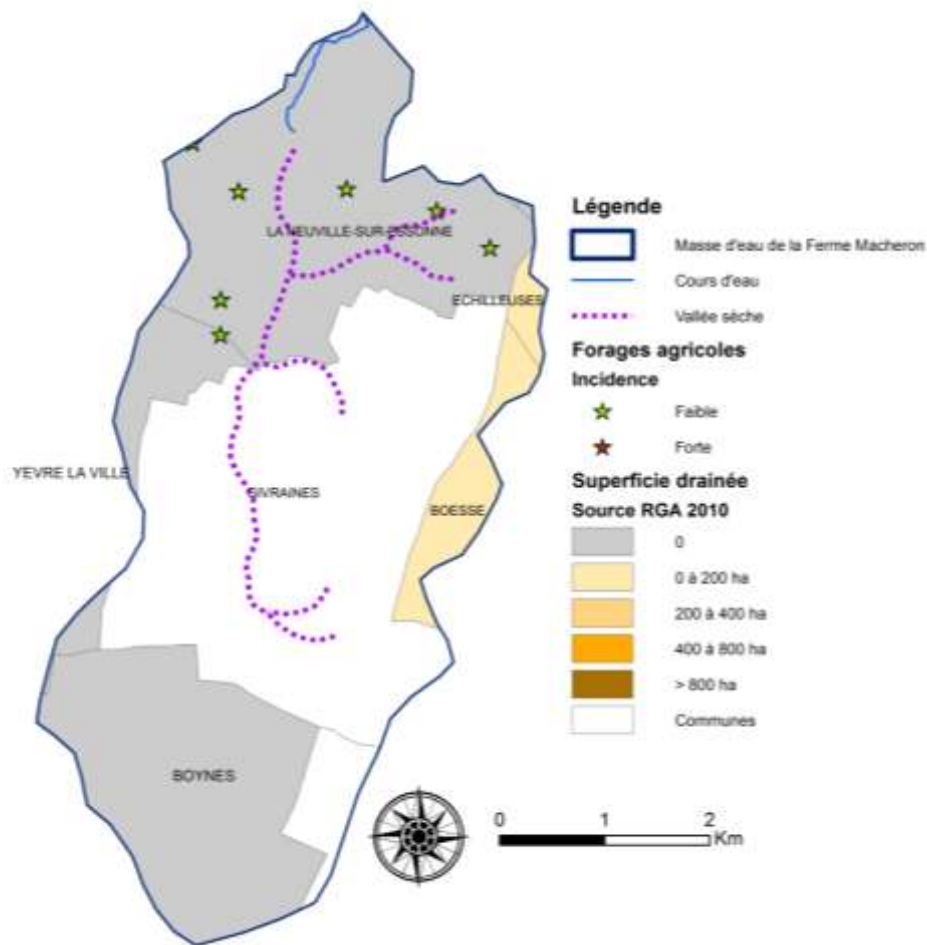 Légende
Masse d'eau de la Ferme Macheron
Cours d'eau
Vallée sèche
Forages agricoles
Incidence
Faible
Forte
Superficie drainée
Source RGA 2010
0
0 à 200 ha
200 à 400 ha
400 à 800 ha
> 800 ha
Communes
LA NEUVILLE-SUR-ESSONNE
ECHILLEUSES
YEVRE LA VILLE
GIVRAINES
BOESSE
BOYNES
0 1 2
Km